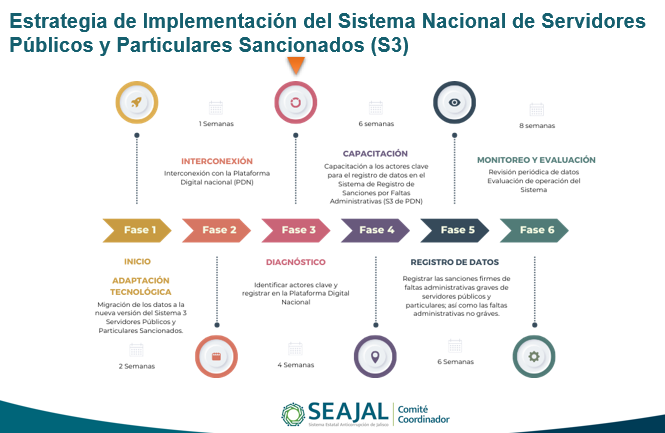 Estrategia de Implementación del Sistema Nacional de Servidores
Públicos y Particulares Sancionados (S3)
1 Semanas
6 semanas
8 semanas
INTERCONEXIÓN
Interconexión con la Plataforma
Digital nacional (PDN)
CAPACITACIÓN
Capacitación a los actores clave
para el registro de datos en el
Sistema de Registro de
Sanciones por Faltas
Administrativas (S3 de PDN)
MONITOREO Y EVALUACIÓN
Revisión periódica de datos
Evaluación de operación del
Sistema
Fase 1
Fase 2
Fase 3
Fase 4
Fase 5
Fase 6
INICIO
ADAPTACIÓN
TECNOLÓGICA
Migración de los datos a la
nueva versión del Sistema 3
Servidores Públicos y
Particulares Sancionados.
2 Semanas
DIAGNÓSTICO
Identificar actores clave y
registrar en la Plataforma Digital
Nacional
4 Semanas
REGISTRO DE DATOS
Registrar las sanciones firmes de
faltas administrativas graves de
servidores públicos y
particulares; así como las faltas
administrativas no gráves.
6 Semanas
SEAJAL
Sistema Estatal Anticorrupción de Jalisco
Comité
Coordinador